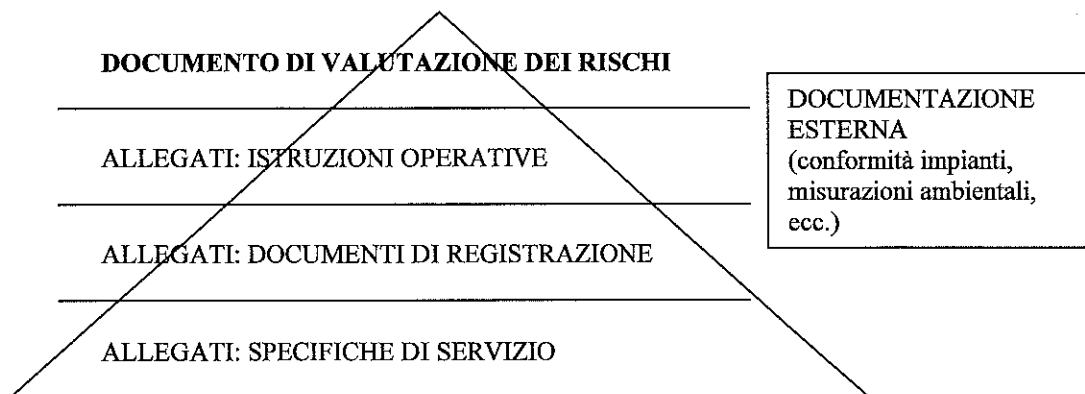 DOCUMENTO DI VALUTAZIONE DEI RISCHI
ALLEGATI: ISTRUZIONI OPERATIVE
ALLEGATI: DOCUMENTI DI REGISTRAZIONE
ALLEGATI: SPECIFICHE DI SERVIZIO
DOCUMENTAZIONE
ESTERNA
(conformità impianti,
misurazioni ambientali,
ecc.)